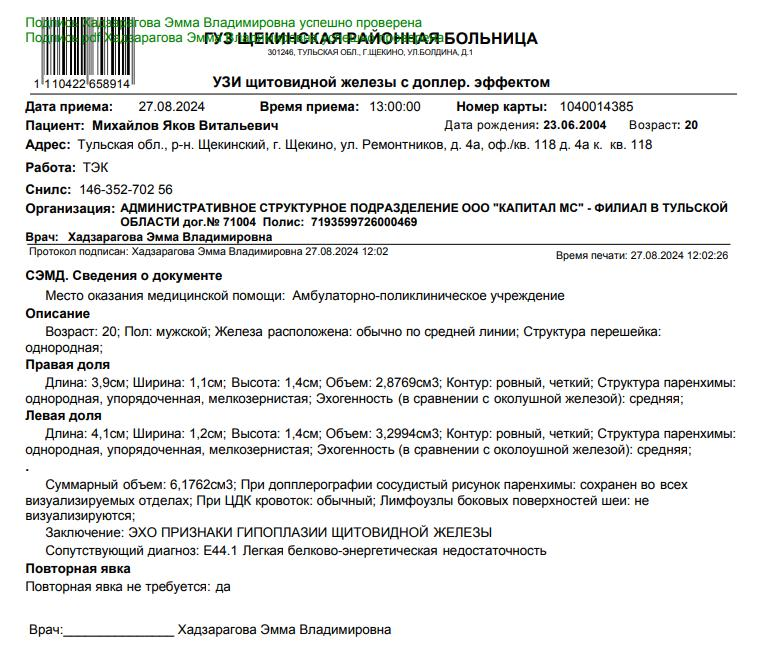 Подпись Хадзарагова Эмма Владимировна успешно проверена
Подпись pdf Хадзарагова Эмма Владимировна успешно проверена
ГУЗ ЩЕКИНСКАЯ РАЙОННАЯ БОЛЬНИЦА
301246, ТУЛЬСКАЯ ОБЛ., Г.ЩЕКИНО, УЛ.БОЛДИНА, Д.1
1110422658914
УЗИ щитовидной железы с доплер. эффектом
Дата приема: 27.08.2024 Время приема: 13:00:00 Номер карты: 1040014385
Пациент: Михайлов Яков Витальевич Дата рождения: 23.06.2004 Возраст: 20
Адрес: Тульская обл., р-н. Щекинский, г. Щекино, ул. Ремонтников, д. 4а, оф./кв. 118 д. 4а к. кв. 118
Работа: ТЭК
Снилс: 146-352-702 56
Организация: АДМИНИСТРАТИВНОЕ СТРУКТУРНОЕ ПОДРАЗДЕЛЕНИЕ ООО "КАПИТАЛ МС" - ФИЛИАЛ В ТУЛЬСКОЙ
ОБЛАСТИ дог.№ 71004 Полис: 7193599726000469
Врач: Хадзарагова Эмма Владимировна
Протокол подписан: Хадзарагова Эмма Владимировна 27.08.2024 12:02
Время печати: 27.08.2024 12:02:26
СЭМД. Сведения о документе
Место оказания медицинской помощи: Амбулаторно-поликлиническое учреждение
Описание
Возраст: 20; Пол: мужской; Железа расположена: обычно по средней линии; Структура перешейка:
однородная;
Правая доля
Длина: 3,9см; Ширина: 1,1см; Высота: 1,4см; Объем: 2,8769см3; Контур: ровный, четкий; Структура паренхимы:
однородная, упорядоченная, мелкозернистая; Эхогенность (в сравнении с околушной железой): средняя;
Левая доля
Длина: 4,1см; Ширина: 1,2см; Высота: 1,4см; Объем: 3,2994см3; Контур: ровный, четкий; Структура паренхимы:
однородная, упорядоченная, мелкозернистая; Эхогенность (в сравнении с околоушной железой): средняя;
.
Суммарный объем: 6,1762см3; При допплерографии сосудистый рисунок паренхимы: сохранен во всех
визуализируемых отделах; При ЦДК кровоток: обычный; Лимфоузлы боковых поверхностей шеи: не
визуализируются;
Заключение: ЭХО ПРИЗНАКИ ГИПОПЛАЗИИ ЩИТОВИДНОЙ ЖЕЛЕЗЫ
Сопутствующий диагноз: E44.1 Легкая белково-энергетическая недостаточность
Повторная явка
Повторная явка не требуется: да
Врач:________________ Хадзарагова Эмма Владимировна